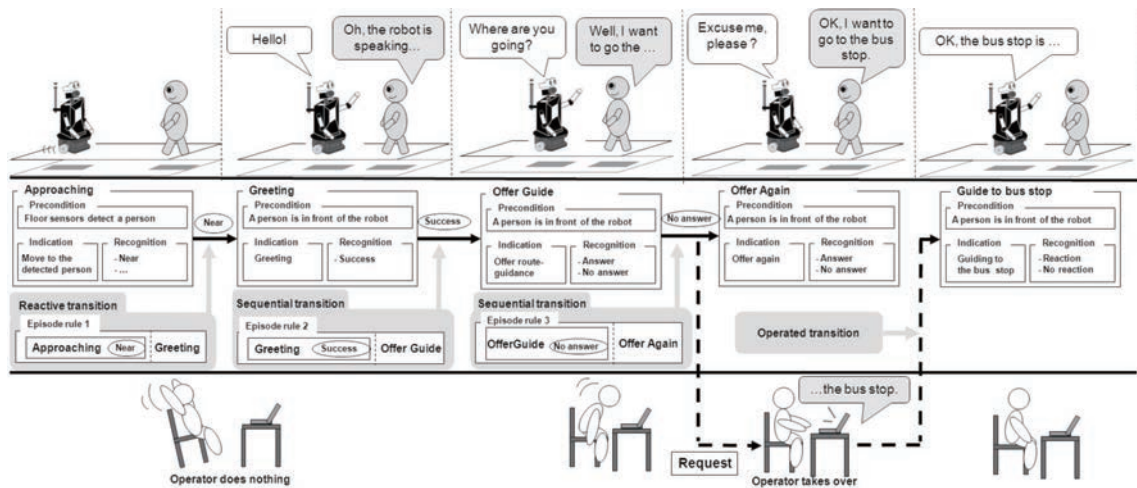 Hello!
Oh, the robot is
speaking…
Where are you
going?
Well, I want
to go the …
Excuse me,
please ?
OK, I want to
go to the bus
stop.
OK, the bus stop is …
Approaching
Precondition
Floor sensors detect a person
Indication
Move to the
detected person
Recognition
- Near
- …
Near
Greeting
Precondition
A person is in front of the robot
Indication
Greeting
Recognition
- Success
Success
Offer Guide
Precondition
A person is in front of the robot
Indication
Offer route-
guidance
Recognition
- Answer
- No answer
No answer
Offer Again
Precondition
A person is in front of the robot
Indication
Offer again
Recognition
- Answer
- No answer
Guide to bus stop
Precondition
A person is in front of the robot
Indication
Guiding to
the bus stop
Recognition
- Reaction
- No reaction
Reactive transition
Episode rule 1
Approaching Near Greeting
Sequential transition
Episode rule 2
Greeting Success Offer Guide
Sequential transition
Episode rule 3
OfferGuide No answer Offer Again
Operated transition
…the bus stop.
Request
Operator does nothing
Operator takes over